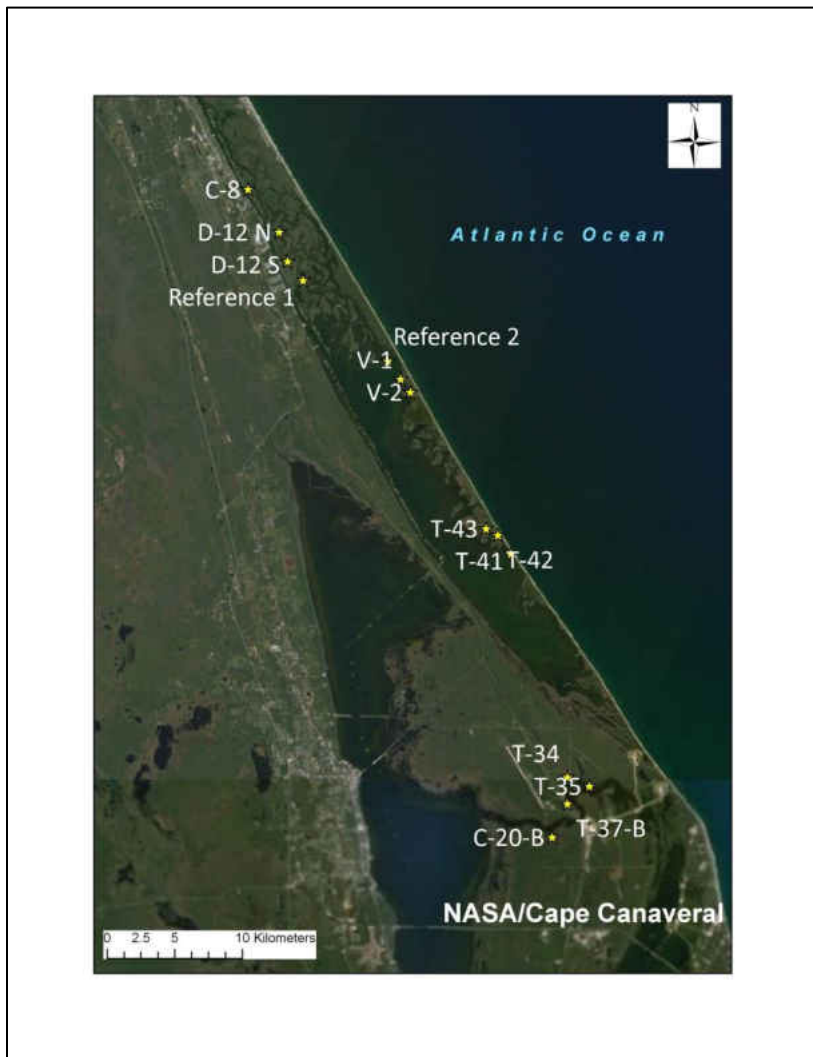 N
C-8
Atlantic Ocean
D-12 N
D-12 S
Reference 1
Reference 2
V-1
V-2
T-43
T-41 T-42
T-34
T-35
T-37-B
C-20-B
NASA/Cape Canaveral
0 2.5 5 10 Kilometers